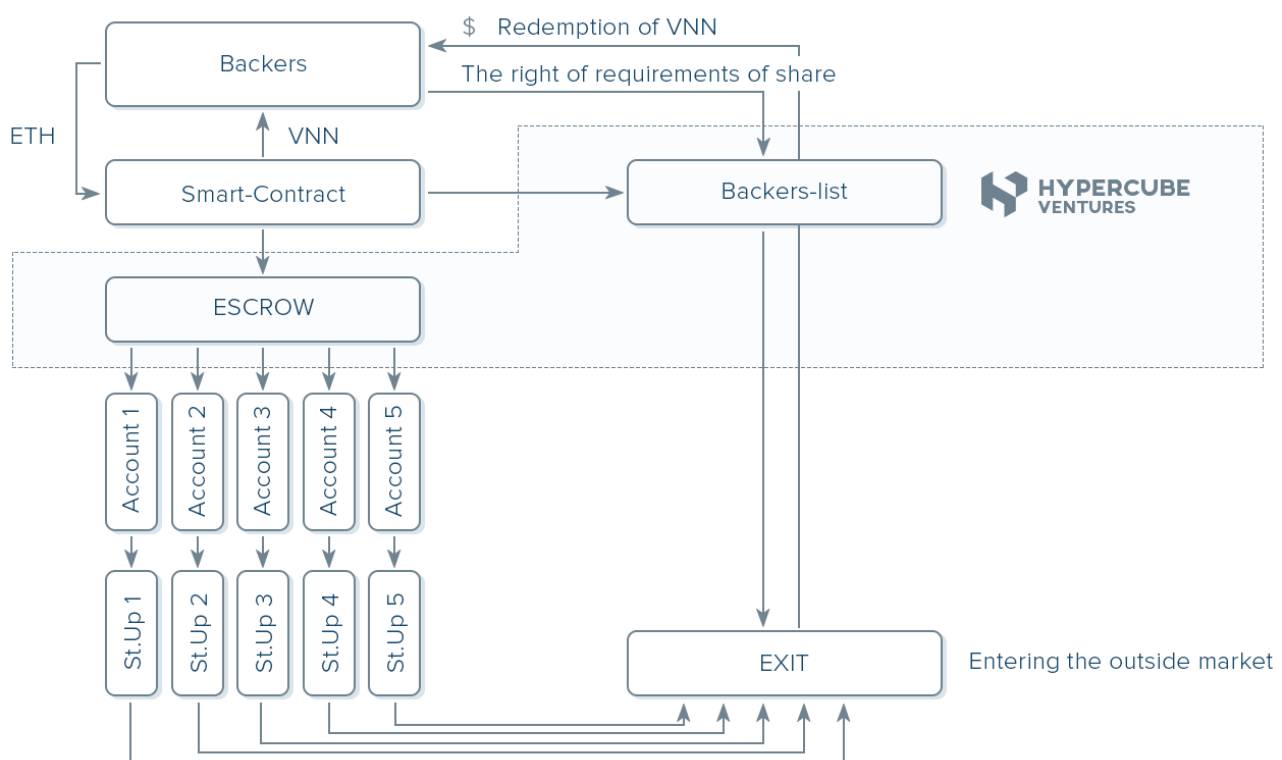 $ Redemption of VNN
Backers
The right of requirements of share
ETH
VNN
Smart-Contract
Backers-list
HYPERCUBE
VENTURES
ESCROW
Account 1
Account 2
Account 3
Account 4
Account 5
St.Up 1
St.Up 2
St.Up 3
St.Up 4
St.Up 5
EXIT
Entering the outside market